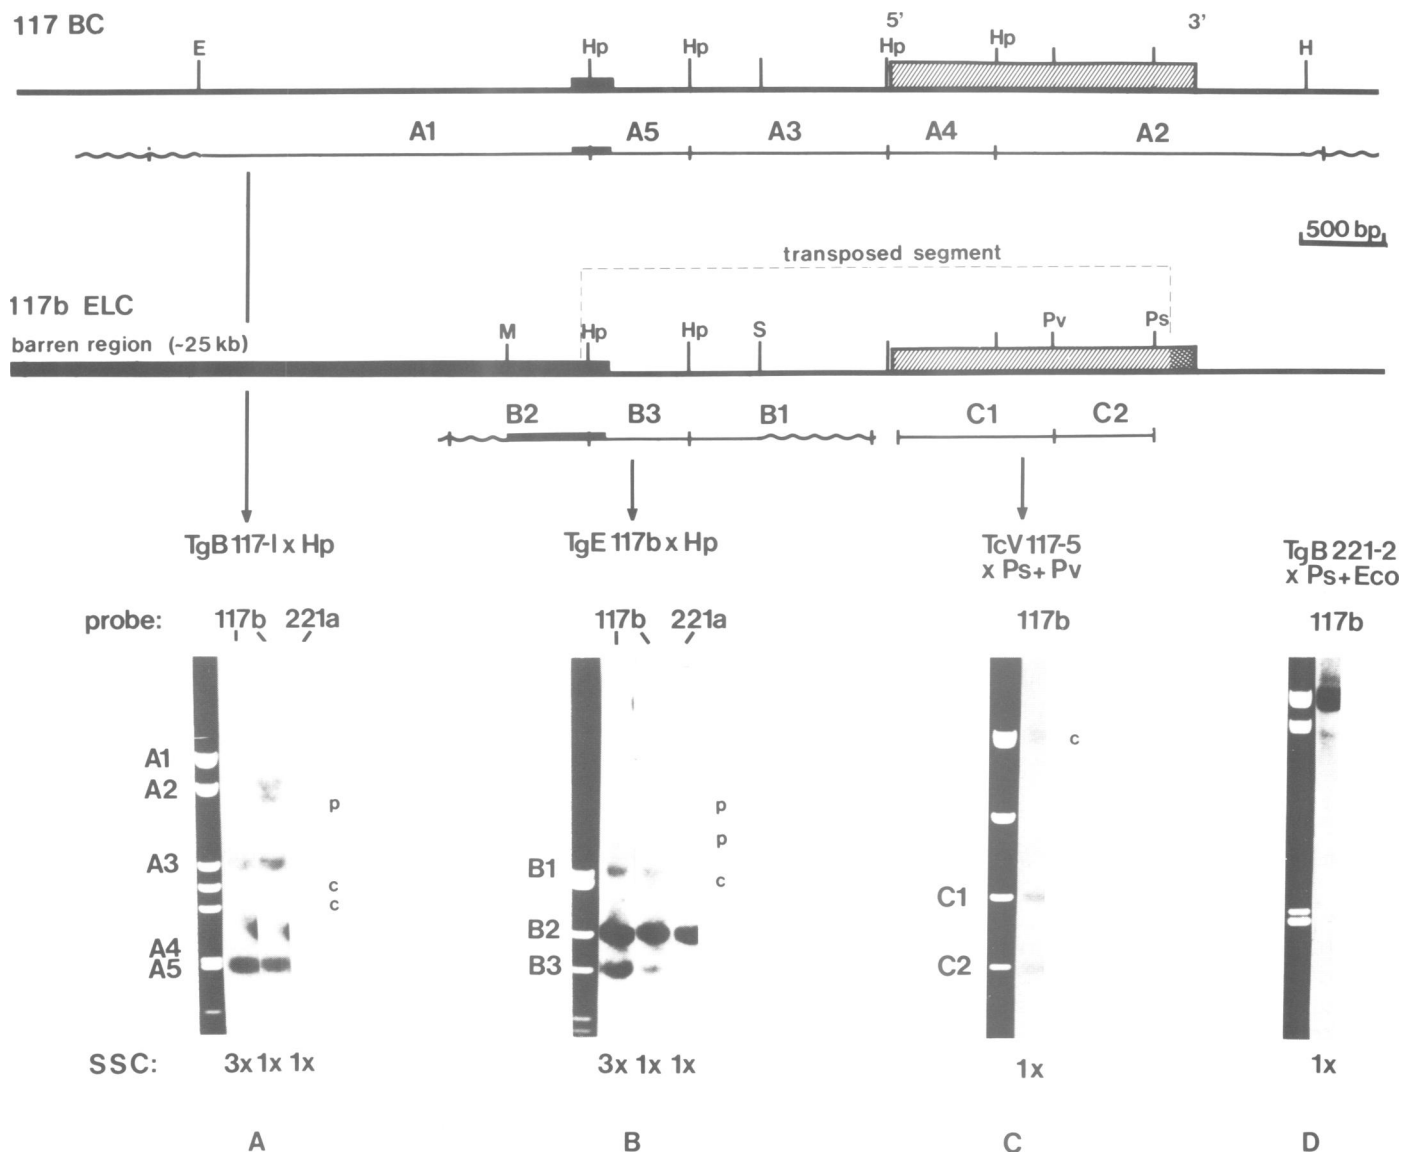 117 BC
5' 3'
E Hp Hp Hp Hp H
A1 A5 A3 A4 A2
500 bp
transposed segment
117b ELC
barren region (~25 kb)
M Hp Hp S Pv Ps
B2 B3 B1 C1 C2
TgB 117-1 x Hp
TgE 117b x Hp
TcV 117-5
x Ps+ Pv
TgB 221-2
x Ps+Eco
probe: 117b 221a 117b 221a 117b 117b
A1
A2
p
A3
c
c
A4
A5
p
p
B1
c
B2
B3
c
C1
C2
SSC: 3x 1x 1x 3x 1x 1x 1x 1x
A B C D